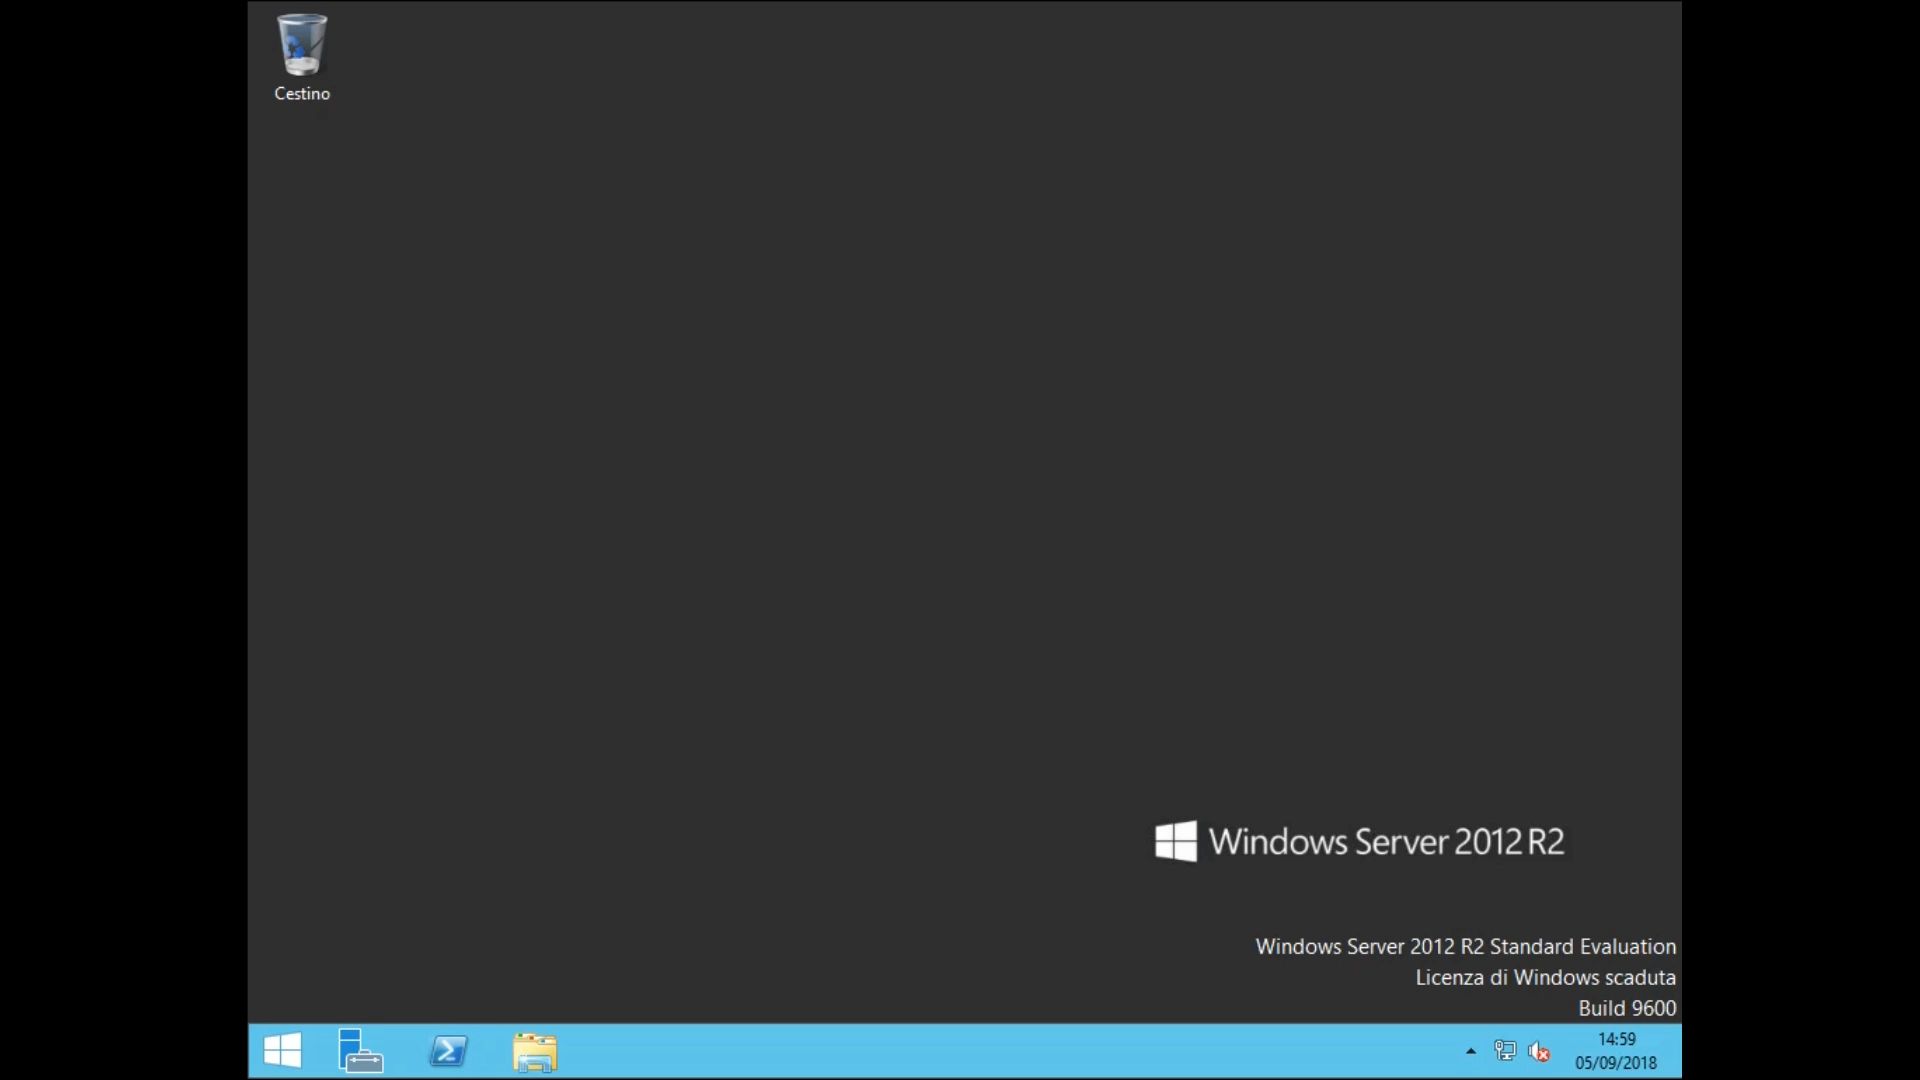 Cestino
Windows Server 2012 R2
Windows Server 2012 R2 Standard Evaluation
Licenza di Windows scaduta
Build 9600
14:59
05/09/2018